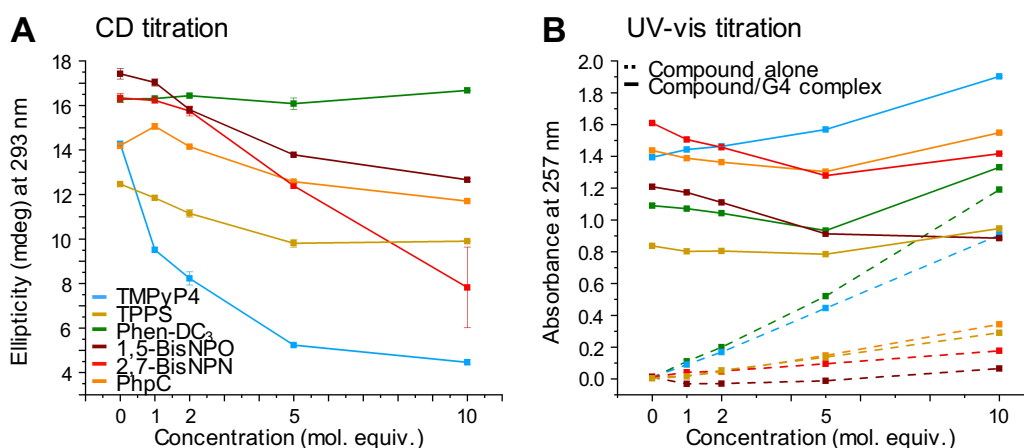 A CD titration
Ellipticity (mdeg) at 293 nm
18
16
14
12
10
8
6
4
TMPyP4
TPPS
Phen-DC₃
1,5-BisNPO
2,7-BisNPN
PhpC
0 1 2 5 10
Concentration (mol. equiv.)
B UV-vis titration
Absorbance at 257 nm
2.0
1.8
1.6
1.4
1.2
1.0
0.8
0.6
0.4
0.2
0.0
Compound alone
Compound/G4 complex
0 1 2 5 10
Concentration (mol. equiv.)